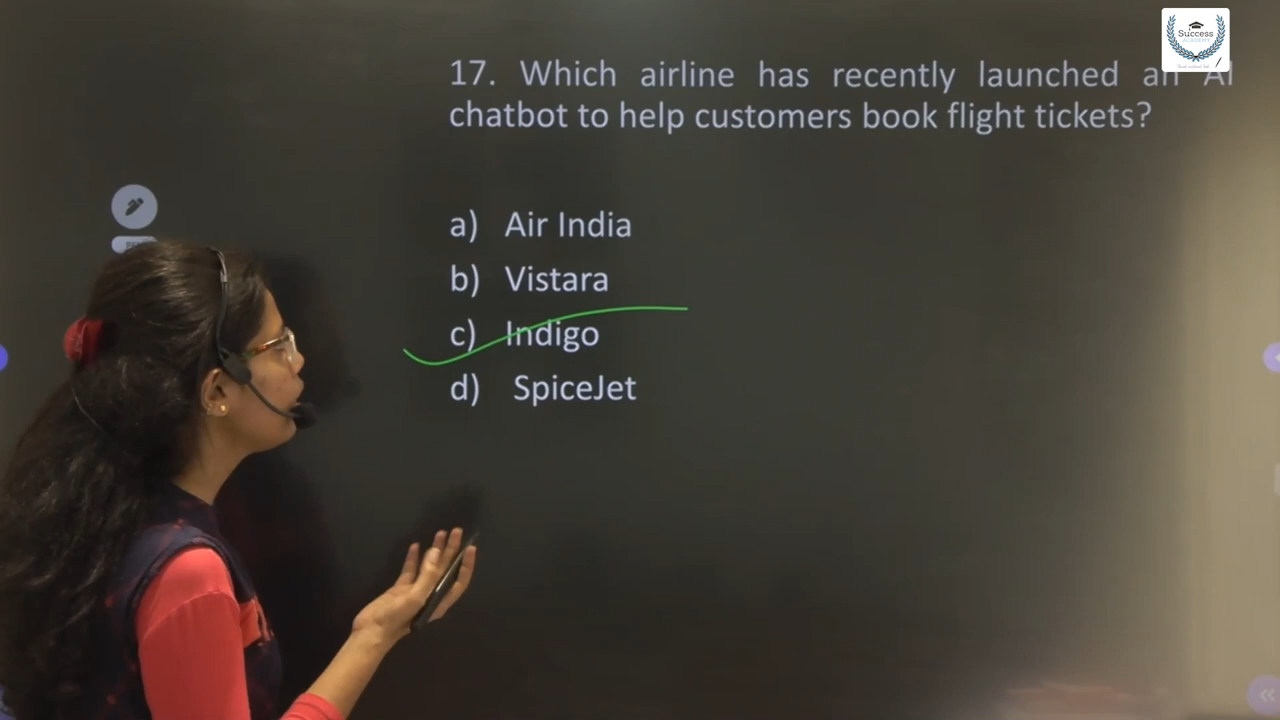 Success
ACADEMY
17. Which airline has recently launched an AI
chatbot to help customers book flight tickets?
a) Air India
b) Vistara
c) Indigo
d) SpiceJet